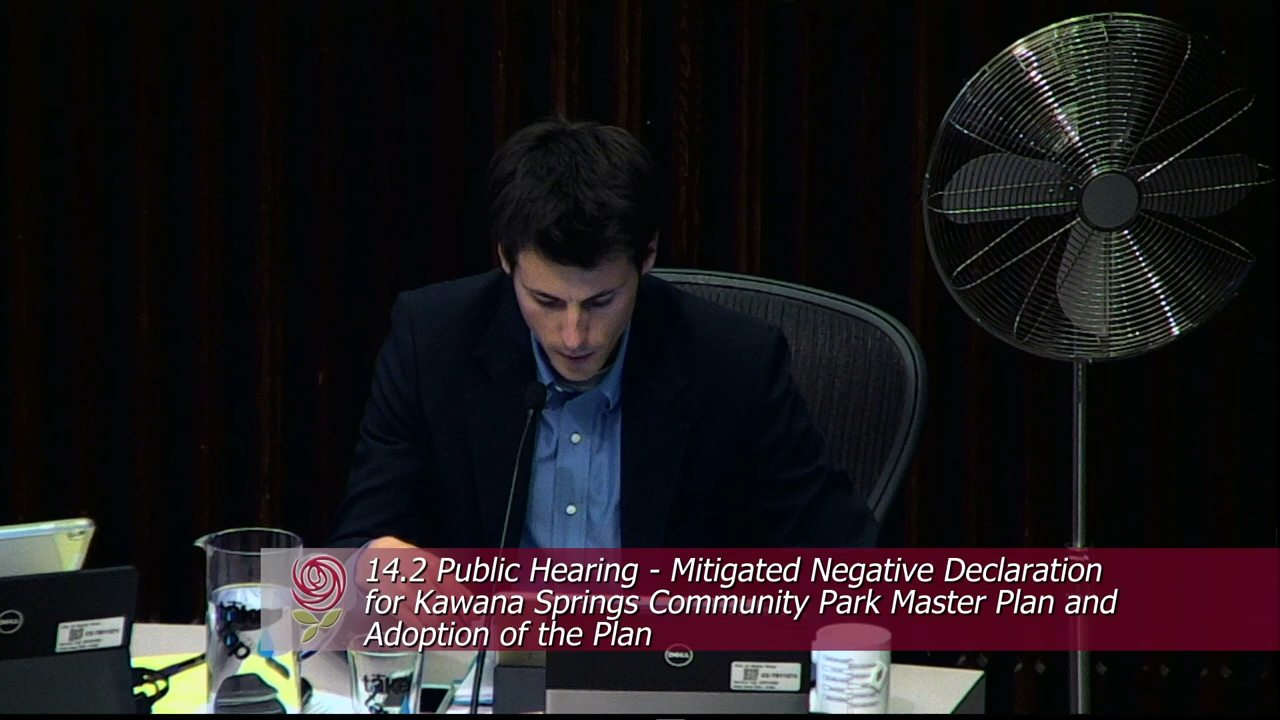 14.2 Public Hearing - Mitigated Negative Declaration
for Kawana Springs Community Park Master Plan and
Adoption of the Plan
DELL
take